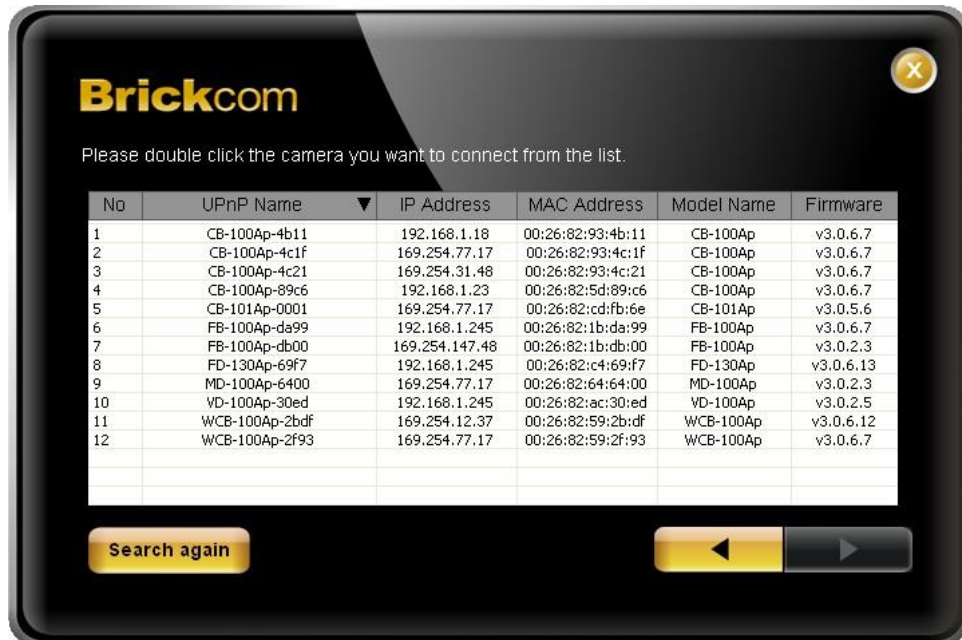 Brickcom
X
Please double click the camera you want to connect from the list.
No UPnP Name IP Address MAC Address Model Name Firmware
1 CB-100Ap-4b11 192.168.1.18 00:26:82:93:4b:11 CB-100Ap v3.0.6.7
2 CB-100Ap-4c1f 169.254.77.17 00:26:82:93:4c:1f CB-100Ap v3.0.6.7
3 CB-100Ap-4c21 169.254.31.48 00:26:82:93:4c:21 CB-100Ap v3.0.6.7
4 CB-100Ap-89c6 192.168.1.23 00:26:82:5d:89:c6 CB-100Ap v3.0.6.7
5 CB-101Ap-0001 169.254.77.17 00:26:82:cd:fb:6e CB-101Ap v3.0.5.6
6 FB-100Ap-da99 192.168.1.245 00:26:82:1b:da:99 FB-100Ap v3.0.6.7
7 FB-100Ap-db00 169.254.147.48 00:26:82:1b:db:00 FB-100Ap v3.0.2.3
8 FD-130Ap-69f7 192.168.1.245 00:26:82:c4:69:f7 FD-130Ap v3.0.6.13
9 MD-100Ap-6400 169.254.77.17 00:26:82:64:64:00 MD-100Ap v3.0.2.3
10 VD-100Ap-30ed 192.168.1.245 00:26:82:ac:30:ed VD-100Ap v3.0.2.5
11 WCB-100Ap-2bdf 169.254.12.37 00:26:82:59:2b:df WCB-100Ap v3.0.6.12
12 WCB-100Ap-2f93 169.254.77.17 00:26:82:59:2f:93 WCB-100Ap v3.0.6.7
Search again